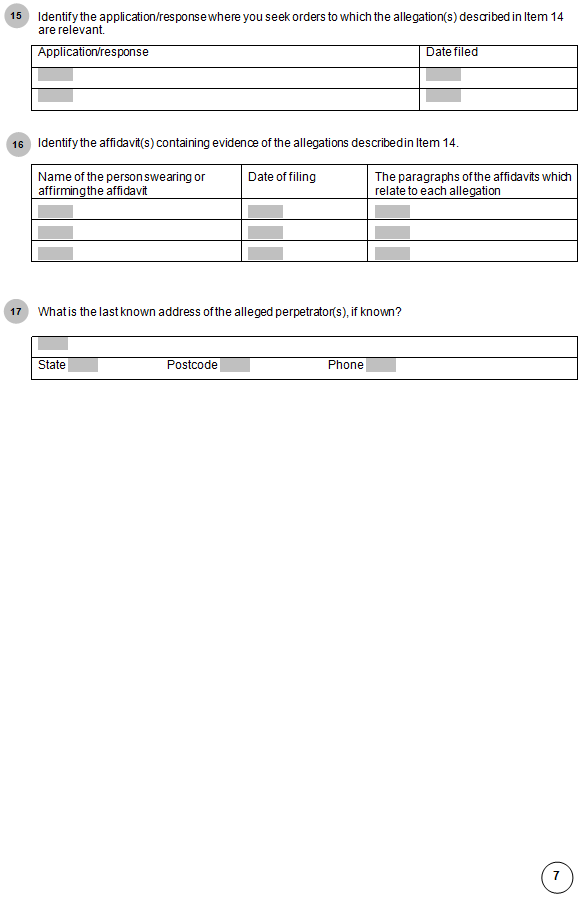 15 Identify the application/response where you seek orders to which the allegation(s) described in Item 14
are relevant.
Application/response Date filed
16 Identify the affidavit(s) containing evidence of the allegations described in Item 14.
Name of the person swearing or Date of filing The paragraphs of the affidavits which
affirming the affidavit relate to each allegation
17 What is the last known address of the alleged perpetrator(s), if known?
State Postcode Phone
7